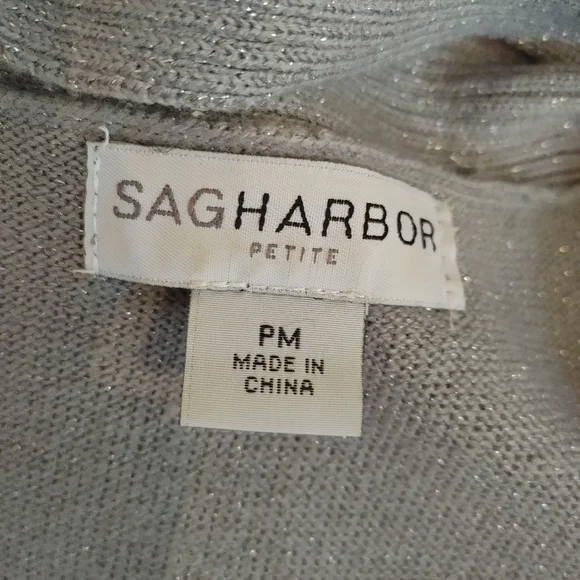 SAGHARBOR
PETITE
PM
MADE IN
CHINA